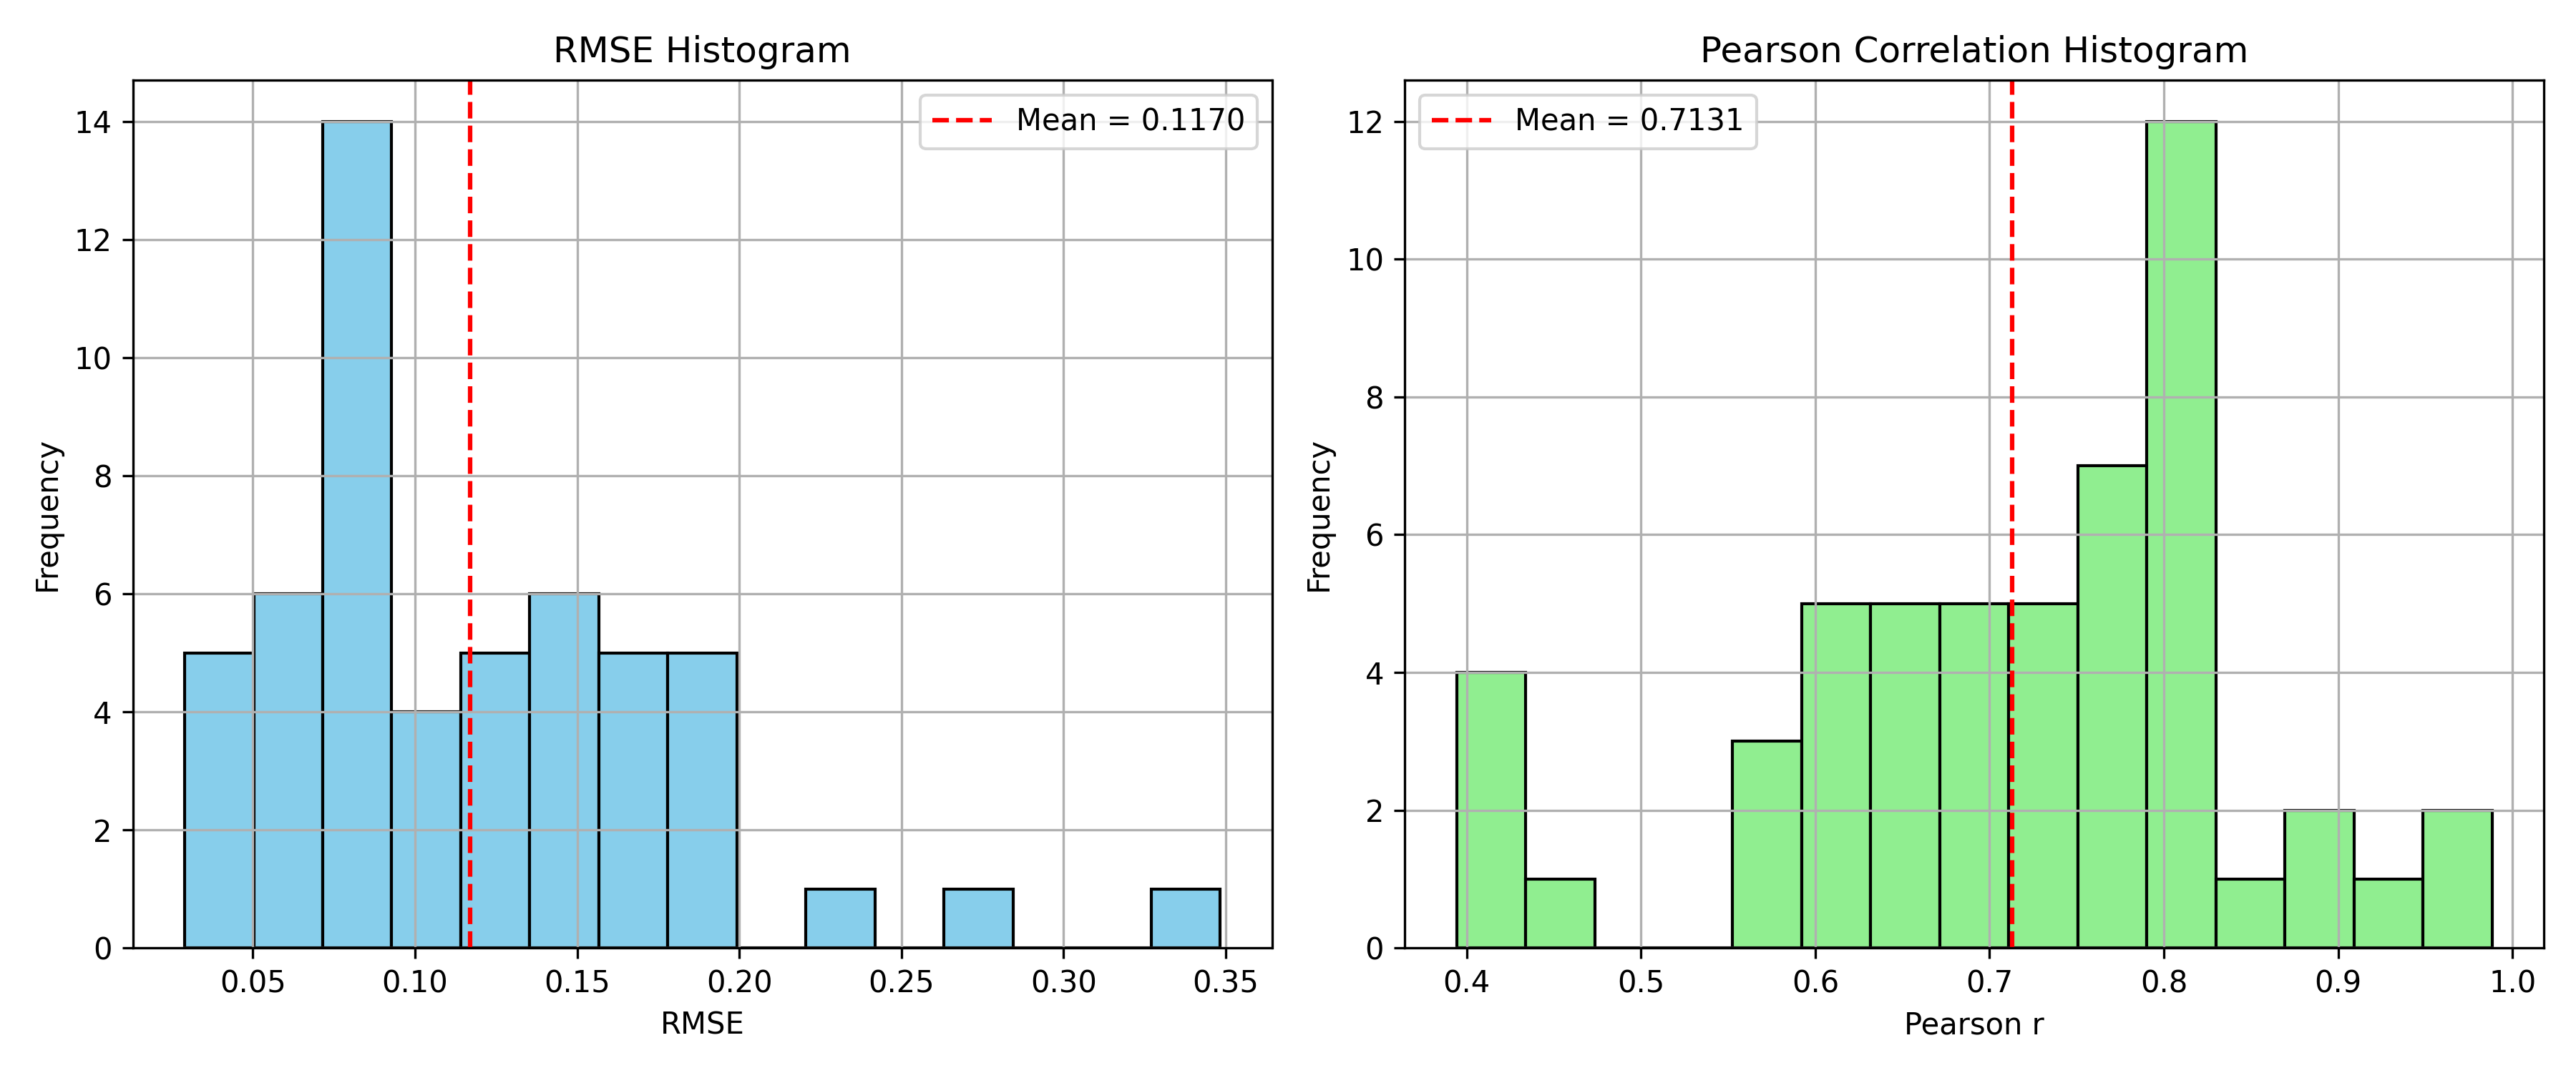 RMSE Histogram
Mean = 0.1170
14
12
10
8
6
4
2
0
Frequency
0.05 0.10 0.15 0.20 0.25 0.30 0.35
RMSE
Pearson Correlation Histogram
Mean = 0.7131
12
10
8
6
4
2
0
Frequency
0.4 0.5 0.6 0.7 0.8 0.9 1.0
Pearson r